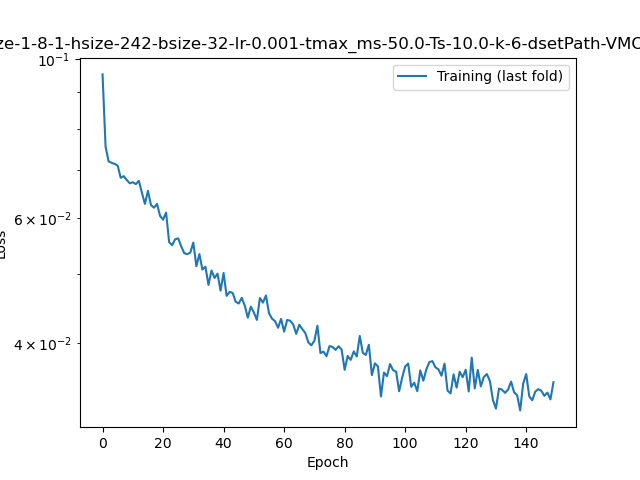 ze-1-8-1-hsize-242-bsize-32-lr-0.001-tmax_ms-50.0-Ts-10.0-k-6-dsetPath-VMC
Training (last fold)
10⁻¹
6 × 10⁻²
4 × 10⁻²
Loss
0 20 40 60 80 100 120 140
Epoch